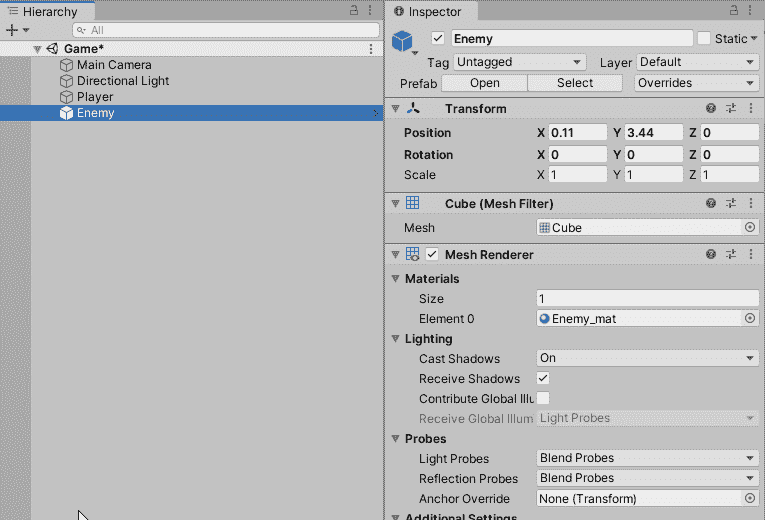 Hierarchy
All
Game*
Main Camera
Directional Light
Player
Enemy
Inspector
Enemy Static
Tag Untagged Layer Default
Prefab Open Select Overrides
Transform
Position X 0.11 Y 3.44 Z 0
Rotation X 0 Y 0 Z 0
Scale X 1 Y 1 Z 1
Cube (Mesh Filter)
Mesh Cube
Mesh Renderer
Materials
Size 1
Element 0 Enemy_mat
Lighting
Cast Shadows On
Receive Shadows
Contribute Global Illu
Receive Global Illum Light Probes
Probes
Light Probes Blend Probes
Reflection Probes Blend Probes
Anchor Override None (Transform)
Additional Settings